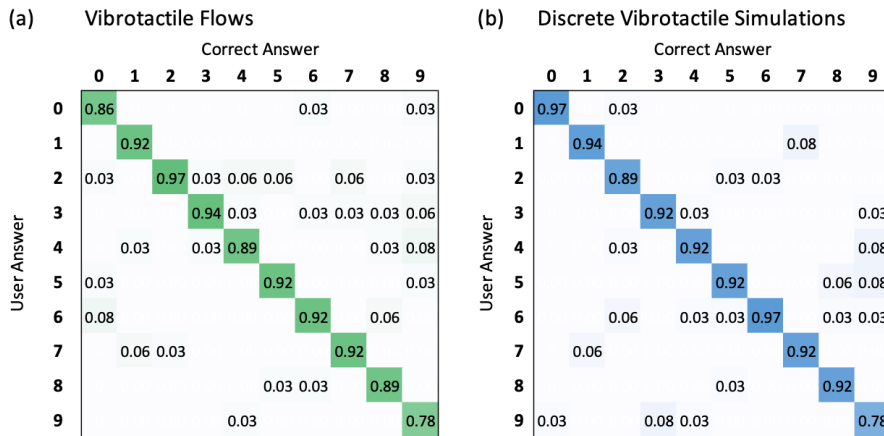 (a) Vibrotactile Flows
Correct Answer
0 1 2 3 4 5 6 7 8 9
User Answer
0 0.86 0.03 0.03
1 0.92
2 0.03 0.97 0.03 0.06 0.06 0.06 0.03
3 0.94 0.03 0.03 0.03 0.03 0.06
4 0.03 0.03 0.89 0.03 0.08
5 0.03 0.92 0.03
6 0.08 0.92 0.06
7 0.06 0.03 0.92
8 0.03 0.03 0.89
9 0.03 0.78
(b) Discrete Vibrotactile Simulations
Correct Answer
0 1 2 3 4 5 6 7 8 9
User Answer
0 0.97 0.03
1 0.94 0.08
2 0.89 0.03 0.03
3 0.92 0.03 0.03
4 0.03 0.92 0.08
5 0.92 0.06 0.08
6 0.06 0.03 0.03 0.97 0.03 0.03
7 0.06 0.92
8 0.03 0.92
9 0.03 0.08 0.03 0.78